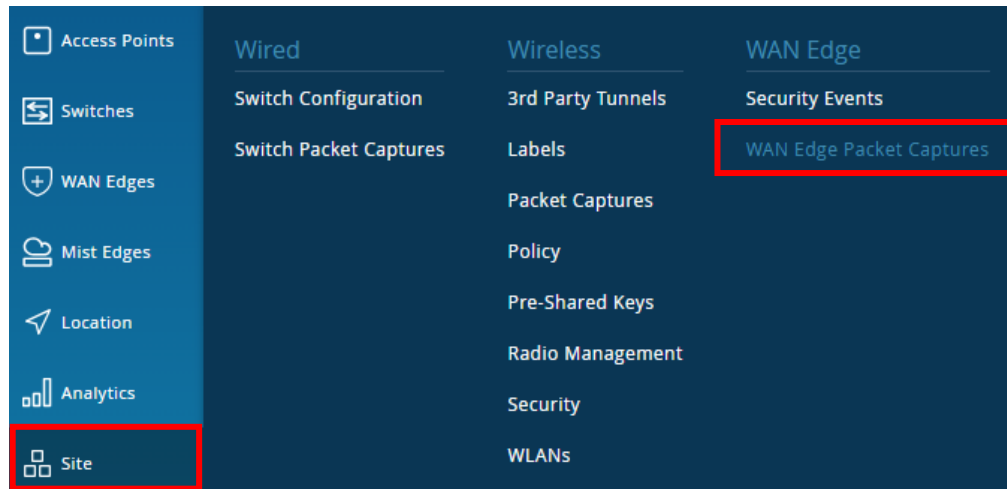 Access Points
Switches
WAN Edges
Mist Edges
Location
Analytics
Site
Wired
Switch Configuration
Switch Packet Captures
Wireless
3rd Party Tunnels
Labels
Packet Captures
Policy
Pre-Shared Keys
Radio Management
Security
WLANs
WAN Edge
Security Events
WAN Edge Packet Captures